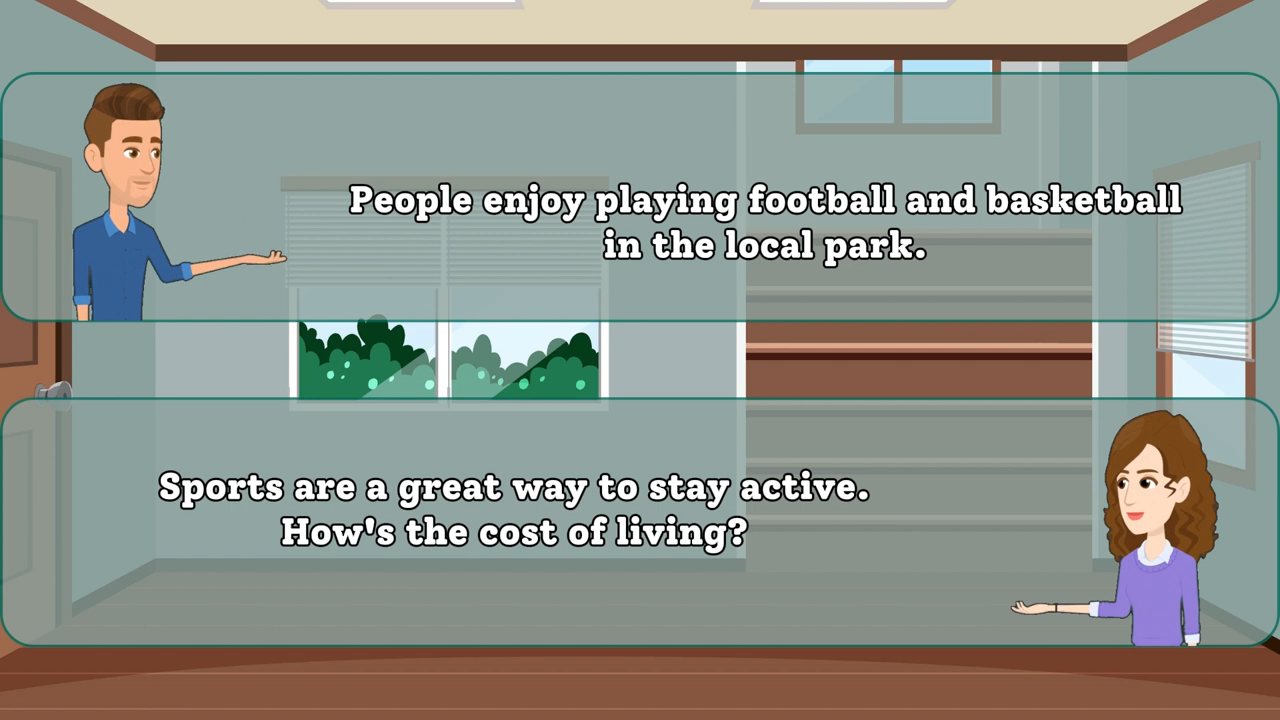 People enjoy playing football and basketball
in the local park.
Sports are a great way to stay active.
How's the cost of living?